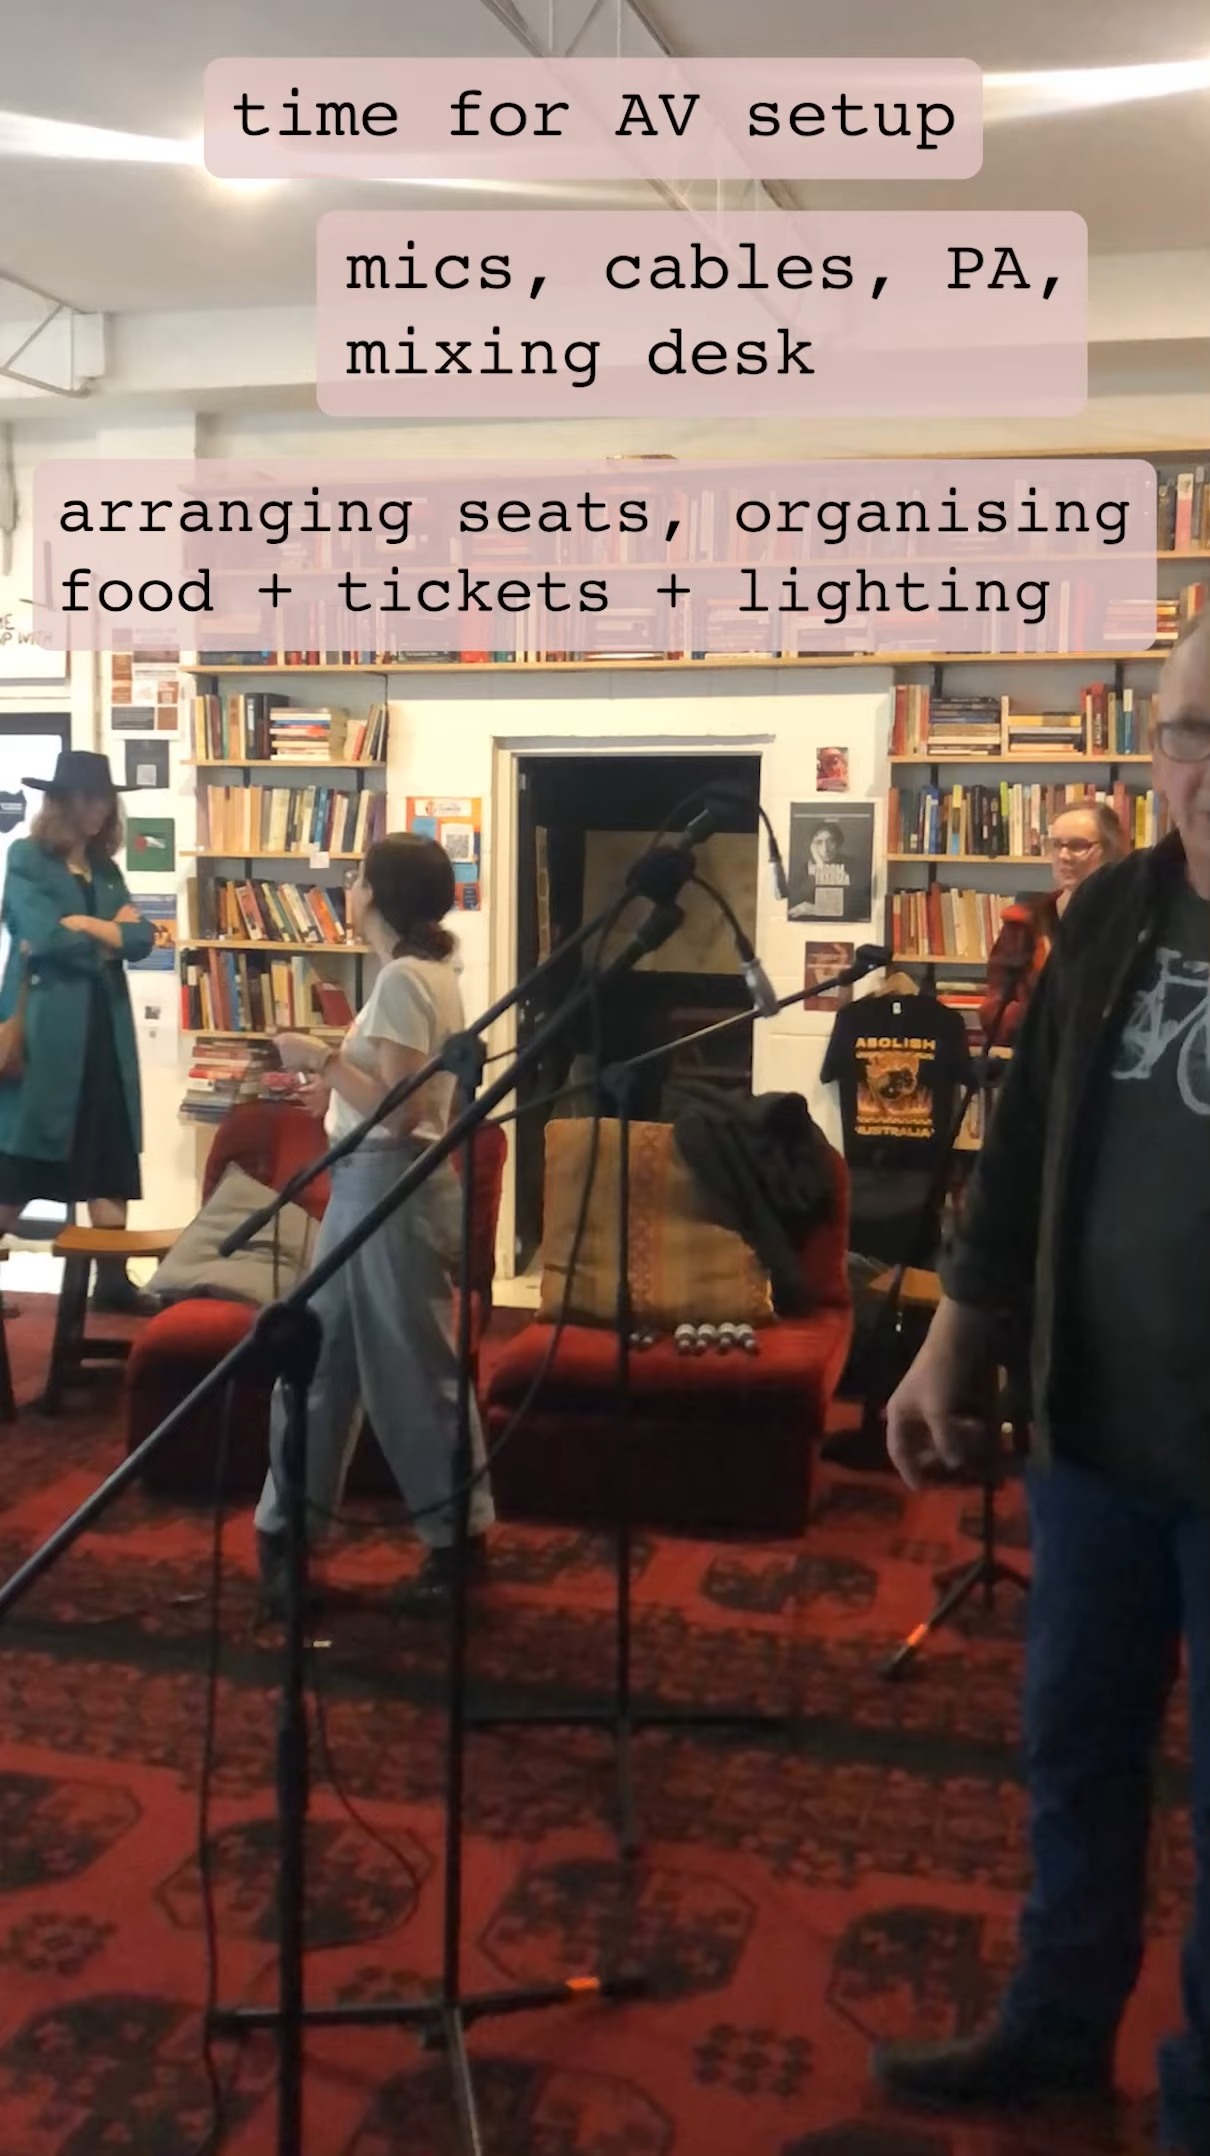 time for AV setup
mics, cables, PA,
mixing desk
arranging seats, organising
food + tickets + lighting
ABOLISH
AUSTRALIA